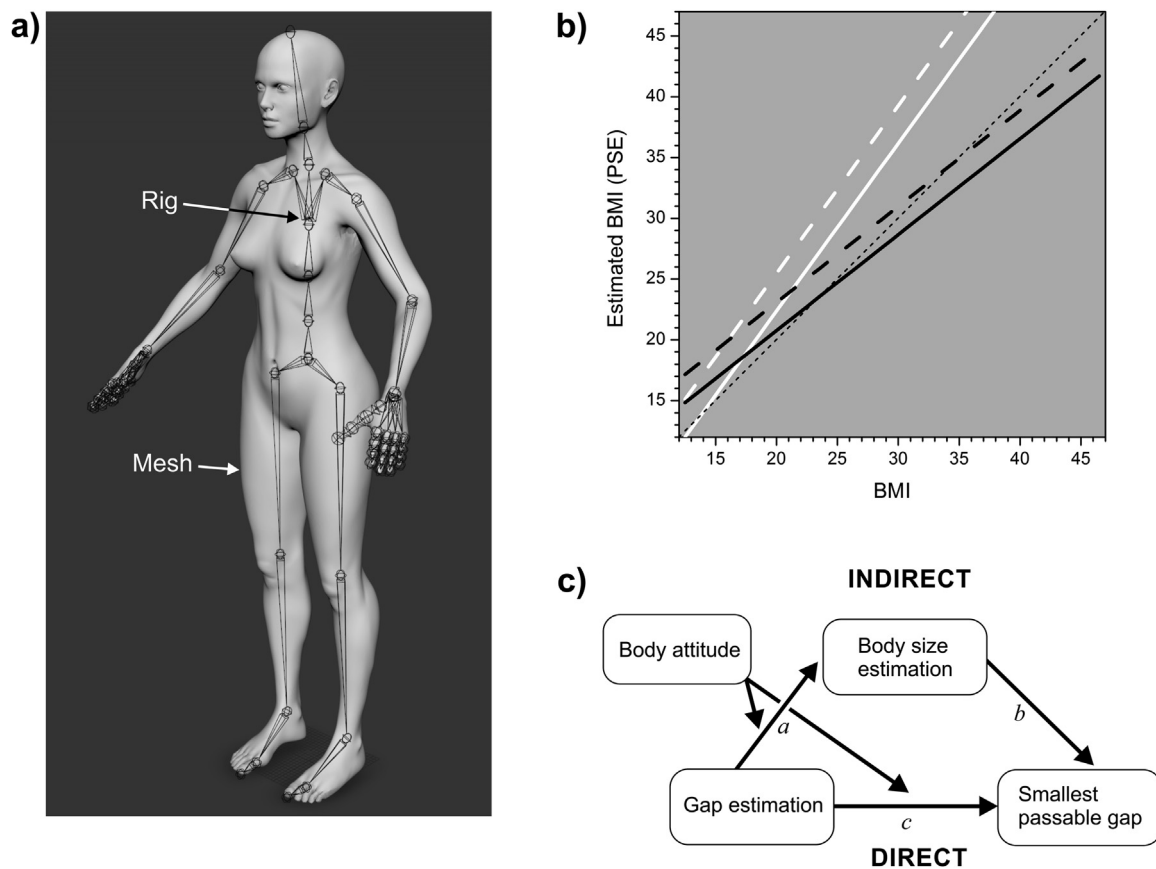 a)
Rig
Mesh
b)
Estimated BMI (PSE)
45
40
35
30
25
20
15
15 20 25 30 35 40 45
BMI
c)
INDIRECT
Body attitude
Body size
estimation
a
b
Gap estimation
c
Smallest
passable gap
DIRECT